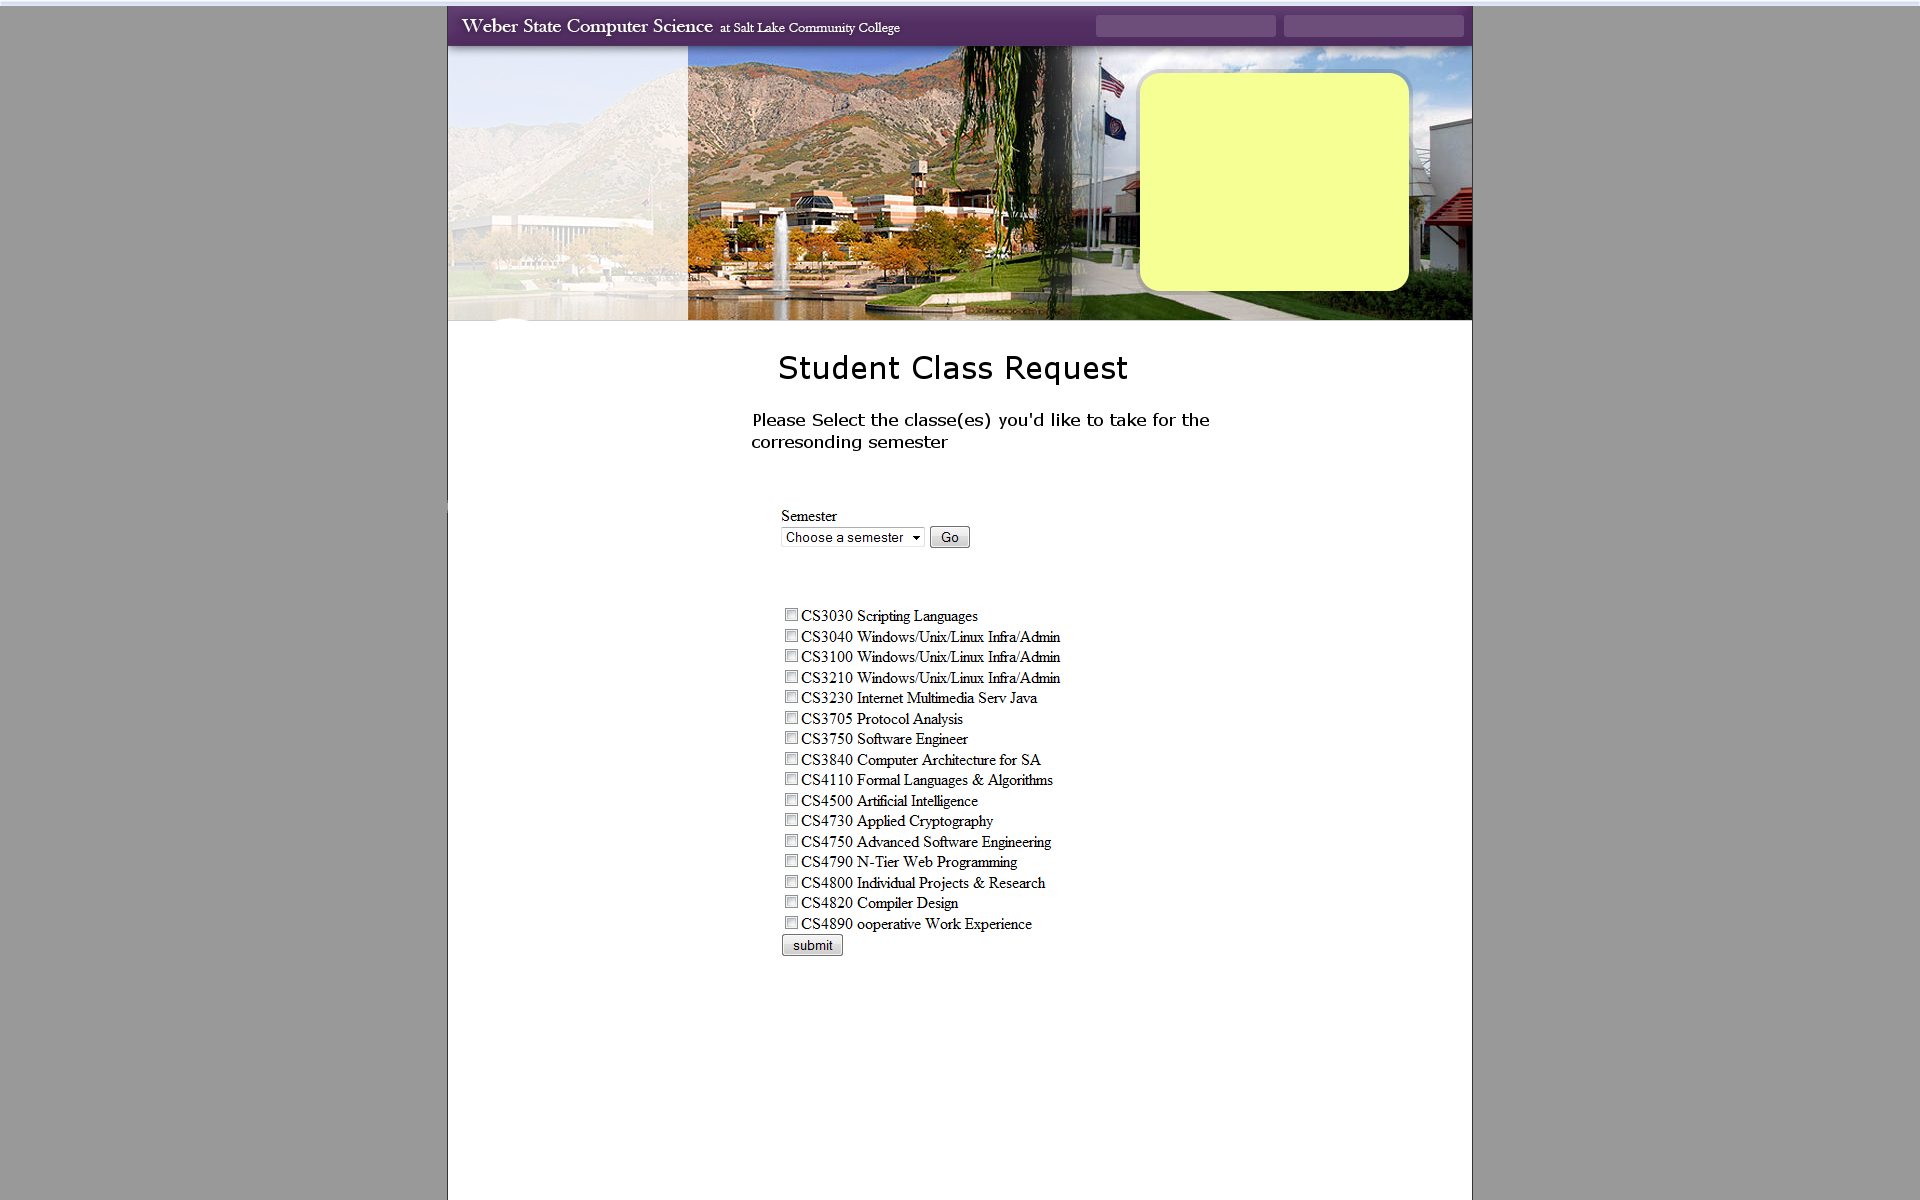 Weber State Computer Science at Salt Lake Community College
Student Class Request
Please Select the classe(es) you'd like to take for the
corresonding semester
Semester
Choose a semester Go
CS3030 Scripting Languages
CS3040 Windows/Unix/Linux Infra/Admin
CS3100 Windows/Unix/Linux Infra/Admin
CS3210 Windows/Unix/Linux Infra/Admin
CS3230 Internet Multimedia Serv Java
CS3705 Protocol Analysis
CS3750 Software Engineer
CS3840 Computer Architecture for SA
CS4110 Formal Languages & Algorithms
CS4500 Artificial Intelligence
CS4730 Applied Cryptography
CS4750 Advanced Software Engineering
CS4790 N-Tier Web Programming
CS4800 Individual Projects & Research
CS4820 Compiler Design
CS4890 ooperative Work Experience
submit